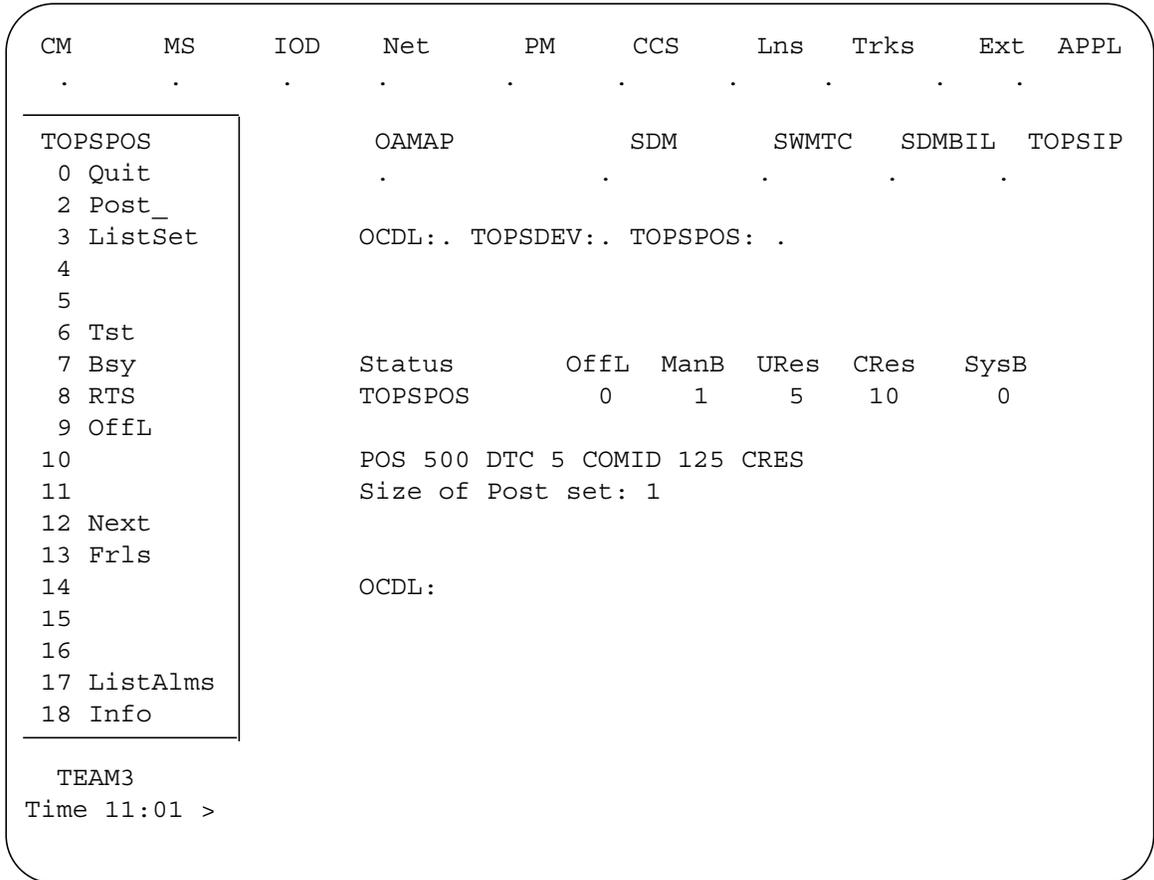 CM MS IOD Net PM CCS Lns Trks Ext APPL
. . . . . . . . . .
TOPSPOS OAMAP SDM SWMTC SDMBIL TOPSIP
0 Quit . . . . .
2 Post_
3 ListSet OCDL:. TOPSDEV:. TOPSPOS: .
4
5
6 Tst
7 Bsy Status OffL ManB URes CRes SysB
8 RTS TOPSPOS 0 1 5 10 0
9 OffL
10 POS 500 DTC 5 COMID 125 CRES
11 Size of Post set: 1
12 Next
13 Frls
14 OCDL:
15
16
17 ListAlms
18 Info
TEAM3
Time 11:01 >